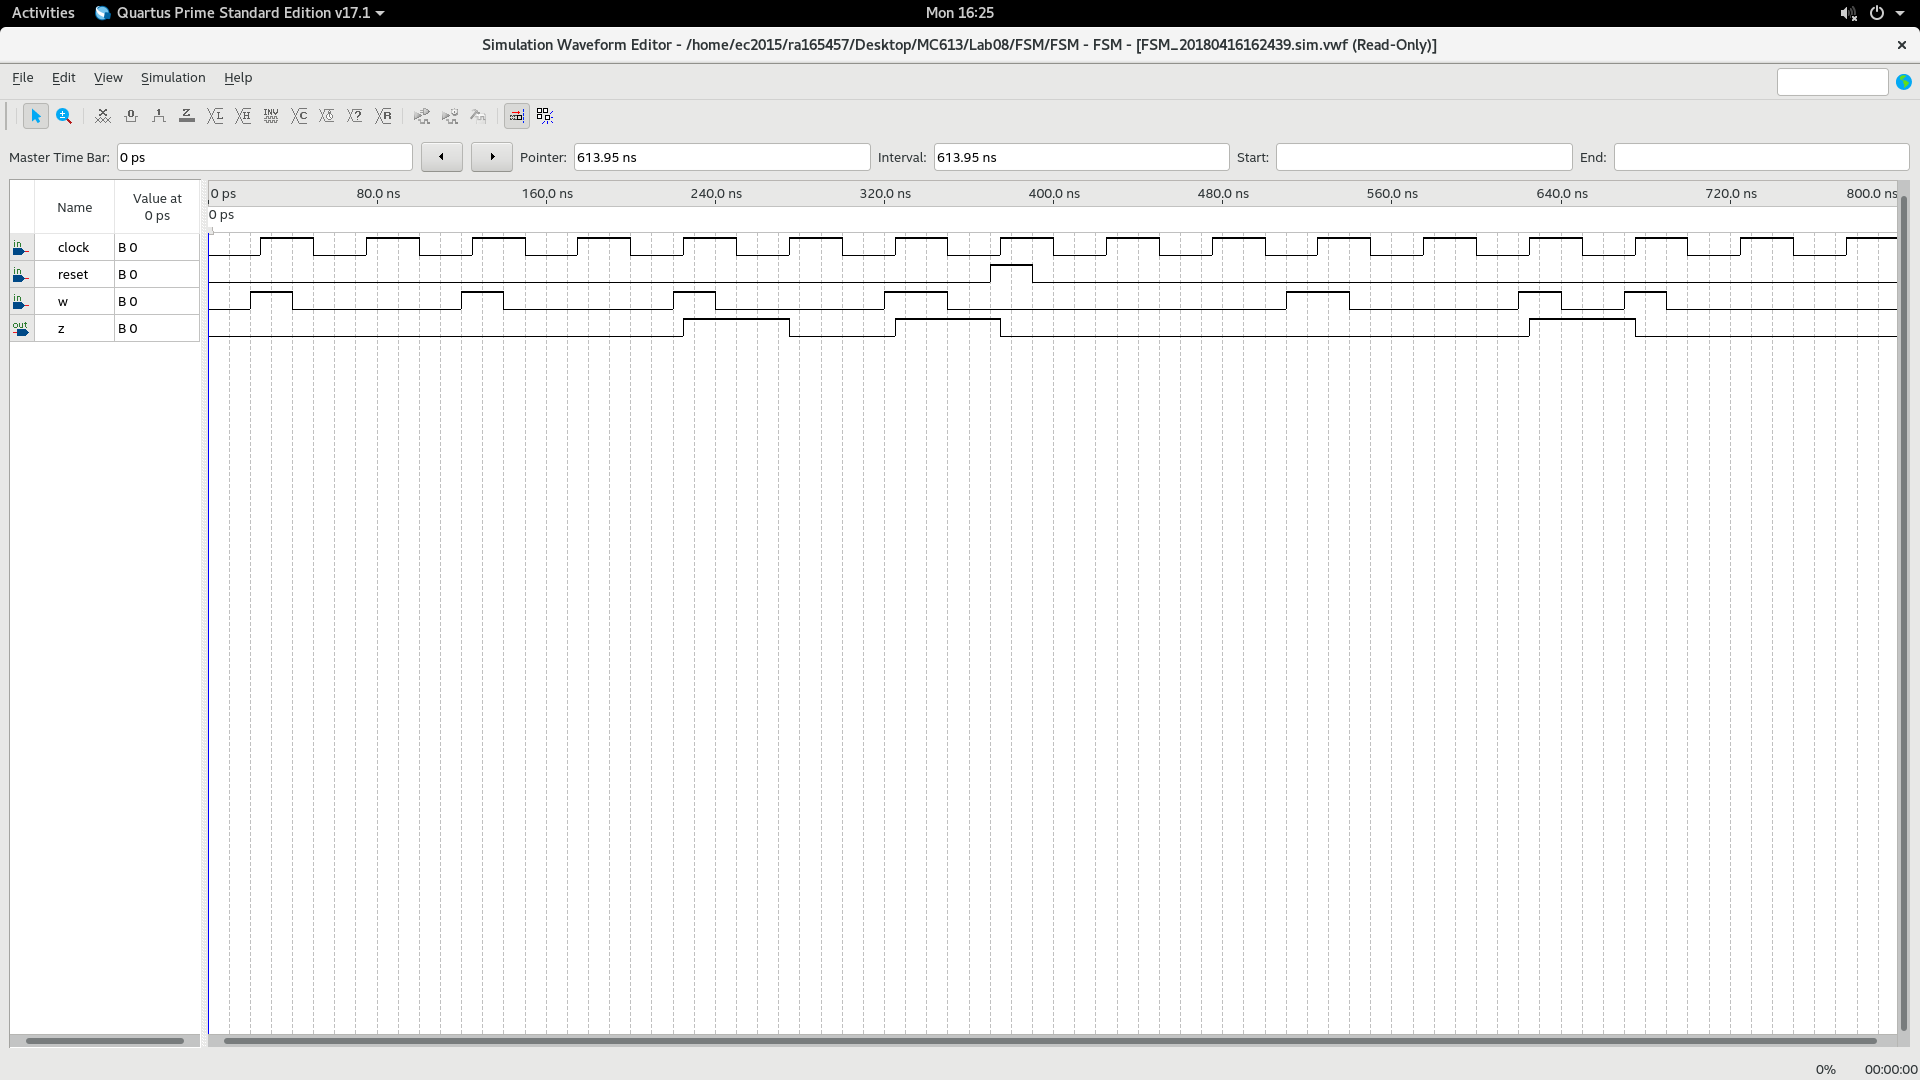 Activities Quartus Prime Standard Edition v17.1 Mon 16:25
Simulation Waveform Editor - /home/ec2015/ra165457/Desktop/MC613/Lab08/FSM/FSM - FSM - [FSM_20180416162439.sim.vwf (Read-Only)]
File Edit View Simulation Help
Master Time Bar: 0 ps Pointer: 613.95 ns Interval: 613.95 ns Start: End:
Name Value at 0 ps
0 ps 80.0 ns 160.0 ns 240.0 ns 320.0 ns 400.0 ns 480.0 ns 560.0 ns 640.0 ns 720.0 ns 800.0 ns
0 ps
in clock B 0
in reset B 0
in w B 0
out z B 0
0% 00:00:00